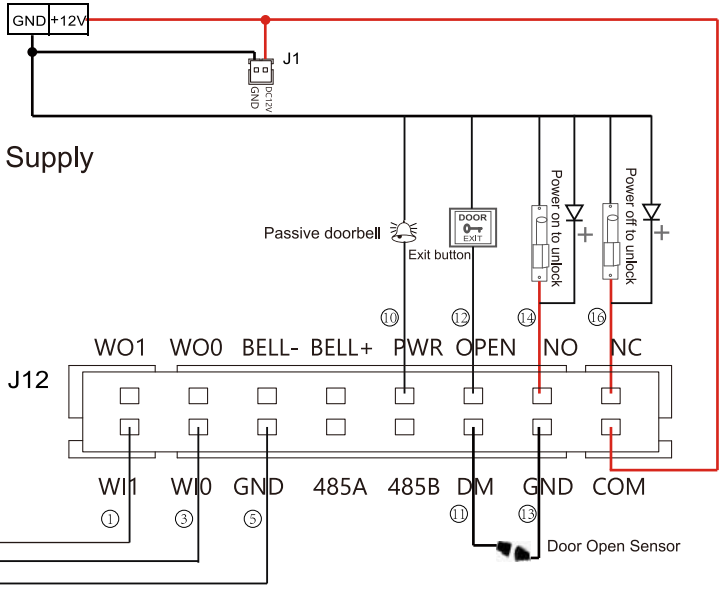 GND +12V
J1
GND
DC12V
Supply
Passive doorbell
DOOR
EXIT
Exit button
Power on to unlock
+
Power off to unlock
+
⑩ ⑫ ⑭ ⑯
WO1 WO0 BELL- BELL+ PWR OPEN NO NC
J12
WI1 WI0 GND 485A 485B DM GND COM
① ③ ⑤ ⑪ ⑬
Door Open Sensor